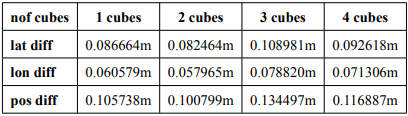 nof cubes 1 cubes 2 cubes 3 cubes 4 cubes
lat diff 0.086664m 0.082464m 0.108981m 0.092618m
lon diff 0.060579m 0.057965m 0.078820m 0.071306m
pos diff 0.105738m 0.100799m 0.134497m 0.116887m